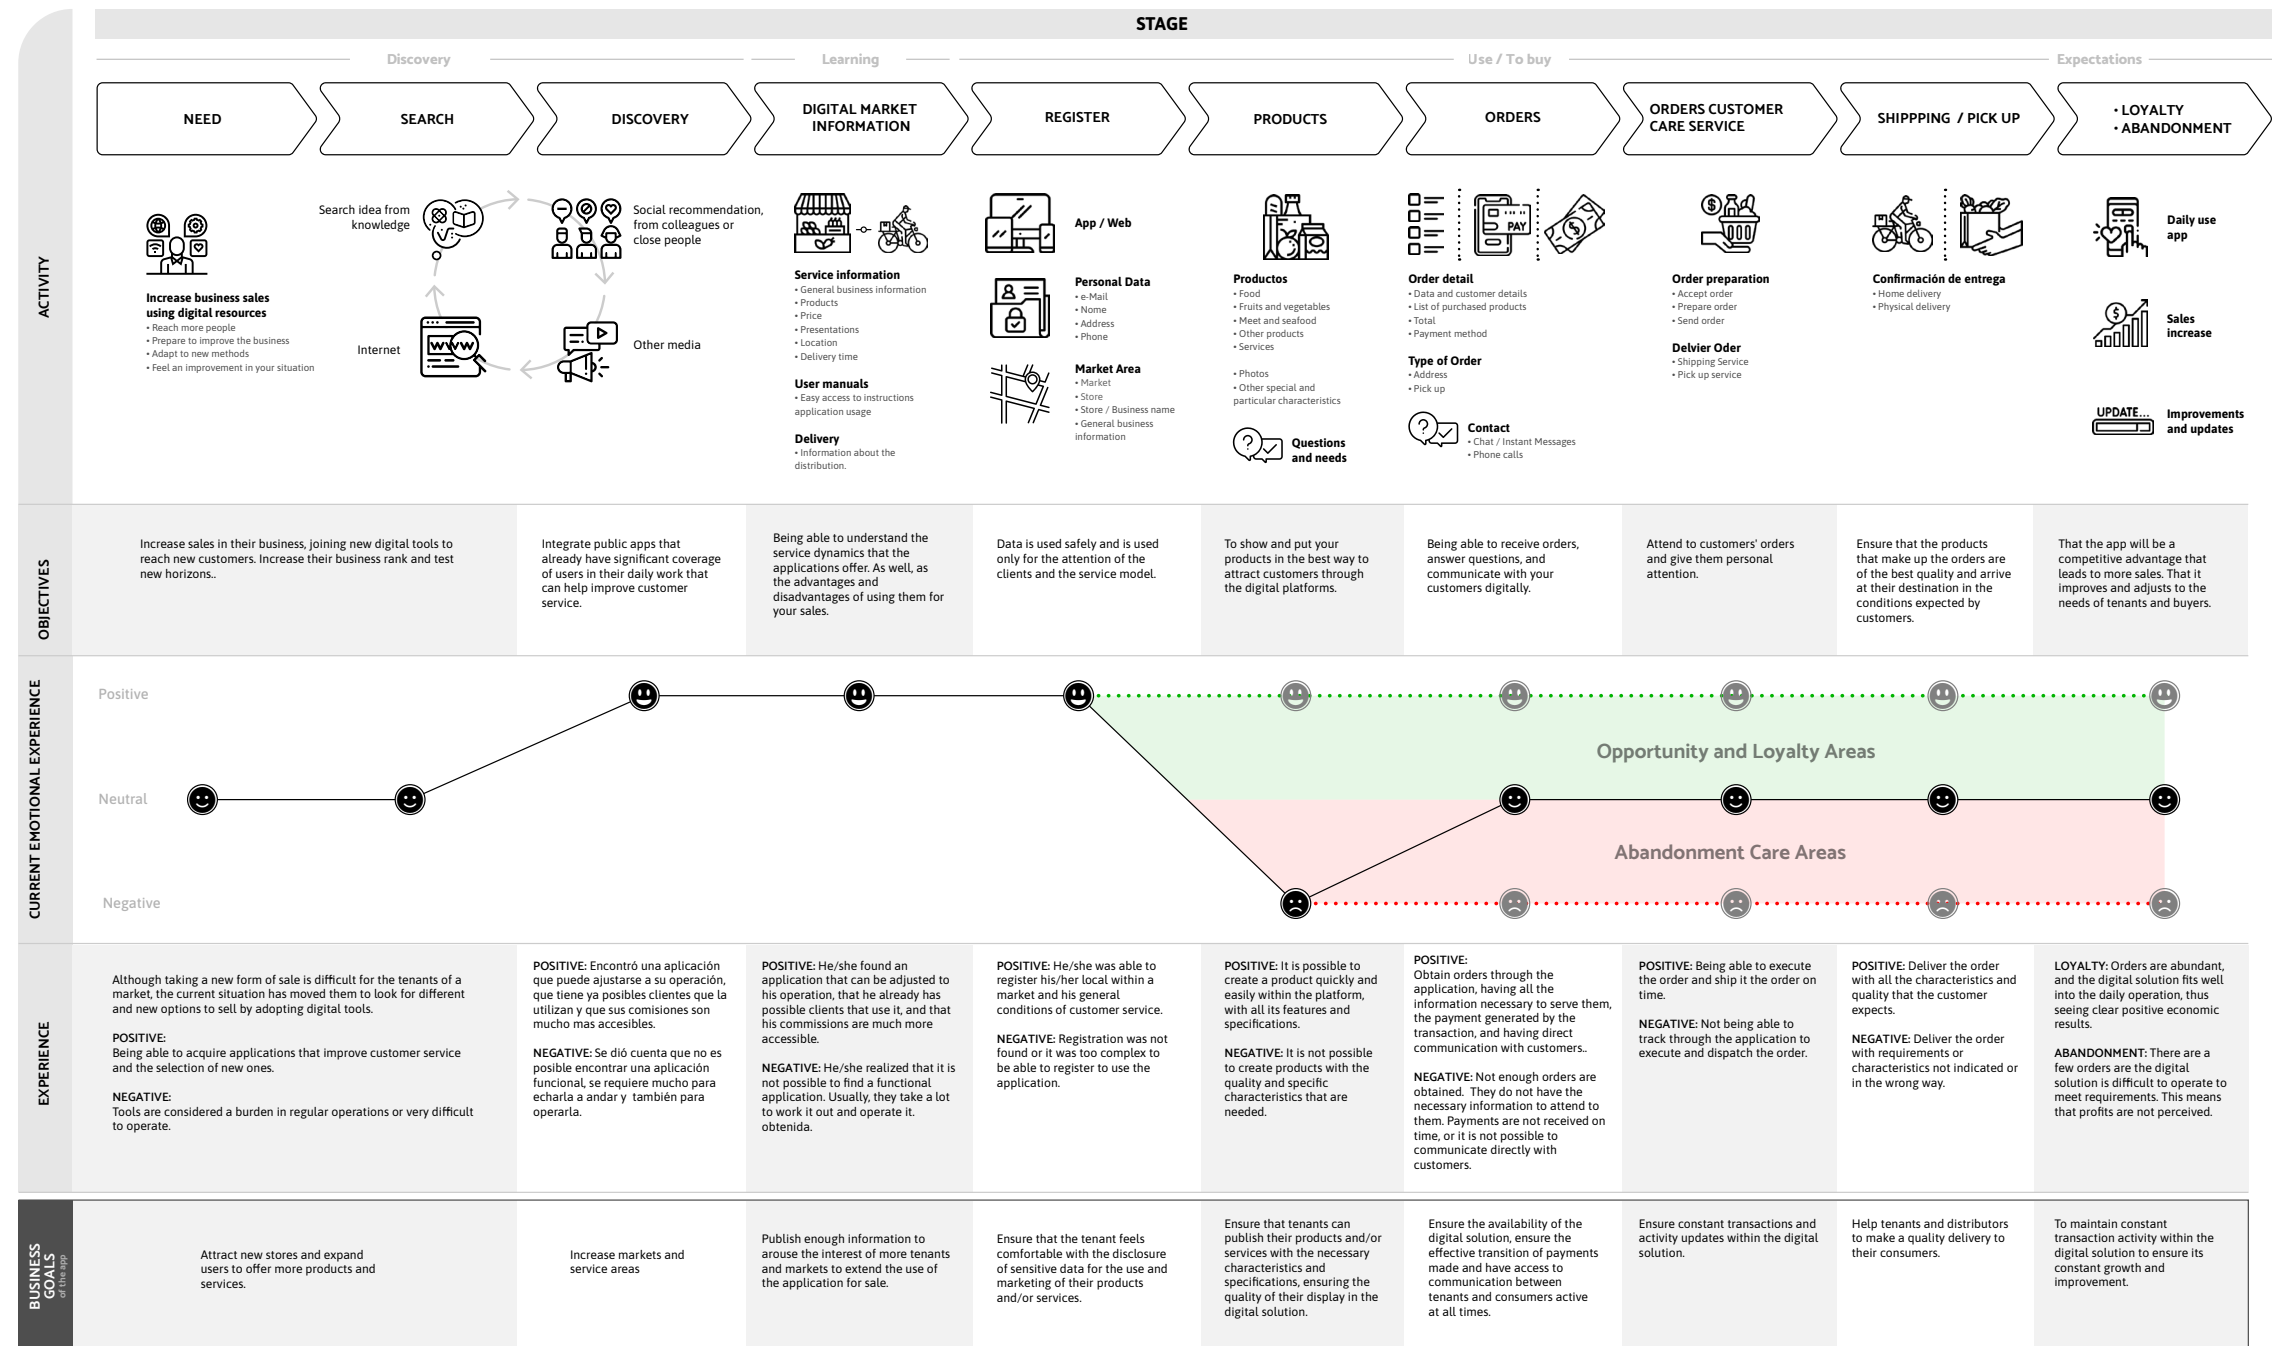 STAGE
Discovery
Learning
Use / To buy
Expectations
NEED
SEARCH
DISCOVERY
DIGITAL MARKET
INFORMATION
REGISTER
PRODUCTS
ORDERS
ORDERS CUSTOMER
CARE SERVICE
SHIPPPING / PICK UP
• LOYALTY
• ABANDONMENT
ACTIVITY
Increase business sales
using digital resources
• Reach more people
• Prepare to improve the business
• Adapt to new methods
• Feel an improvement in your situation
Search idea from
knowledge
Social recommendation,
from colleagues or
close people
Internet
WWW
Other media
Service information
• General business information
• Products
• Price
• Presentations
• Location
• Delivery time
User manuals
• Easy access to instructions
application usage
Delivery
• Information about the
distribution.
App / Web
Personal Data
• e-Mail
• Nome
• Address
• Phone
Market Area
• Market
• Store
• Store / Business name
• General business
information
Productos
• Food
• Fruits and vegetables
• Meet and seafood
• Other products
• Services
• Photos
• Other special and
particular characteristics
Questions
and needs
PAY
Order detail
• Data and customer details
• List of purchased products
• Total
• Payment method
Type of Order
• Address
• Pick up
Contact
• Chat / Instant Messages
• Phone calls
Order preparation
• Accept order
• Prepare order
• Send order
Delvier Oder
• Shipping Service
• Pick up service
Confirmación de entrega
• Home delivery
• Physical delivery
Daily use
app
Sales
increase
UPDATE...
Improvements
and updates
OBJECTIVES
Increase sales in their business, joining new digital tools to
reach new customers. Increase their business rank and test
new horizons..
Integrate public apps that
already have significant coverage
of users in their daily work that
can help improve customer
service.
Being able to understand the
service dynamics that the
applications offer. As well, as
the advantages and
disadvantages of using them for
your sales.
Data is used safely and is used
only for the attention of the
clients and the service model.
To show and put your
products in the best way to
attract customers through
the digital platforms.
Being able to receive orders,
answer questions, and
communicate with your
customers digitally.
Attend to customers' orders
and give them personal
attention.
Ensure that the products
that make up the orders are
of the best quality and arrive
at their destination in the
conditions expected by
customers.
That the app will be a
competitive advantage that
leads to more sales. That it
improves and adjusts to the
needs of tenants and buyers.
CURRENT EMOTIONAL EXPERIENCE
Positive
Neutral
Negative
Opportunity and Loyalty Areas
Abandonment Care Areas
EXPERIENCE
Although taking a new form of sale is difficult for the tenants of a
market, the current situation has moved them to look for different
and new options to sell by adopting digital tools.
POSITIVE:
Being able to acquire applications that improve customer service
and the selection of new ones.
NEGATIVE:
Tools are considered a burden in regular operations or very difficult
to operate.
POSITIVE: Encontró una aplicación
que puede ajustarse a su operación,
que tiene ya posibles clientes que la
utilizan y que sus comisiones son
mucho mas accesibles.
NEGATIVE: Se dió cuenta que no es
posible encontrar una aplicación
funcional, se requiere mucho para
echarla a andar y también para
operarla.
POSITIVE: He/she found an
application that can be adjusted to
his operation, that he already has
possible clients that use it, and that
his commissions are much more
accessible.
NEGATIVE: He/she realized that it is
not possible to find a functional
application. Usually, they take a lot
to work it out and operate it.
obtenida.
POSITIVE: He/she was able to
register his/her local within a
market and his general
conditions of customer service.
NEGATIVE: Registration was not
found or it was too complex to
be able to register to use the
application.
POSITIVE: It is possible to
create a product quickly and
easily within the platform,
with all its features and
specifications.
NEGATIVE: It is not possible
to create products with the
quality and specific
characteristics that are
needed.
POSITIVE:
Obtain orders through the
application, having all the
information necessary to serve them,
the payment generated by the
transaction, and having direct
communication with customers..
NEGATIVE: Not enough orders are
obtained. They do not have the
necessary information to attend to
them. Payments are not received on
time, or it is not possible to
communicate directly with
customers.
POSITIVE: Being able to execute
the order and ship it the order on
time.
NEGATIVE: Not being able to
track through the application to
execute and dispatch the order.
POSITIVE: Deliver the order
with all the characteristics and
quality that the customer
expects.
NEGATIVE: Deliver the order
with requirements or
characteristics not indicated or
in the wrong way.
LOYALTY: Orders are abundant,
and the digital solution fits well
into the daily operation, thus
seeing clear positive economic
results.
ABANDONMENT: There are a
few orders are the digital
solution is difficult to operate to
meet requirements. This means
that profits are not perceived.
BUSINESS
GOALS
of the app
Attract new stores and expand
users to offer more products and
services.
Increase markets and
service areas
Publish enough information to
arouse the interest of more tenants
and markets to extend the use of
the application for sale.
Ensure that the tenant feels
comfortable with the disclosure
of sensitive data for the use and
marketing of their products
and/or services.
Ensure that tenants can
publish their products and/or
services with the necessary
characteristics and
specifications, ensuring the
quality of their display in the
digital solution.
Ensure the availability of the
digital solution, ensure the
effective transition of payments
made and have access to
communication between
tenants and consumers active
at all times.
Ensure constant transactions and
activity updates within the digital
solution.
Help tenants and distributors
to make a quality delivery to
their consumers.
To maintain constant
transaction activity within the
digital solution to ensure its
constant growth and
improvement.